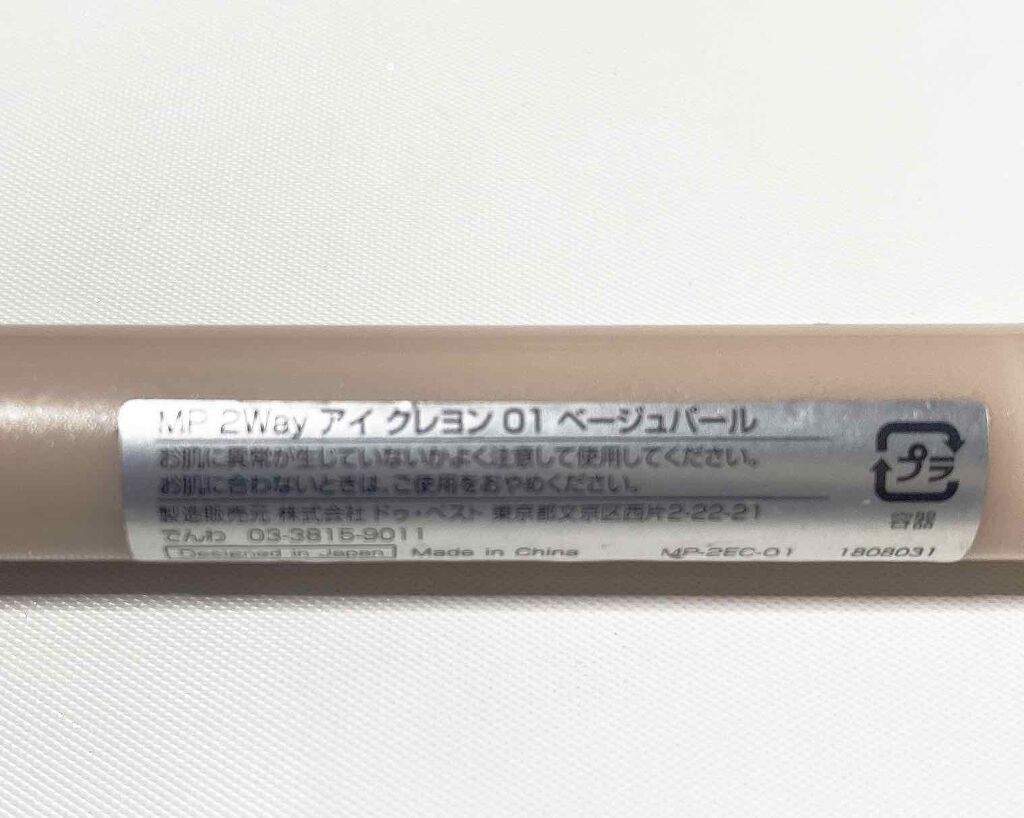 MP 2Way アイ クレヨン 01 ベージュパール
お肌に異常が生じていないかよく注意して使用してください。
お肌に合わないときは、ご使用をおやめください。
製造販売元 株式会社 ドゥ・ベスト 東京都文京区西片2-22-21
でんわ 03-3815-9011
Designed in Japan Made in China MP-2EC-01 1808031
プラ
容器